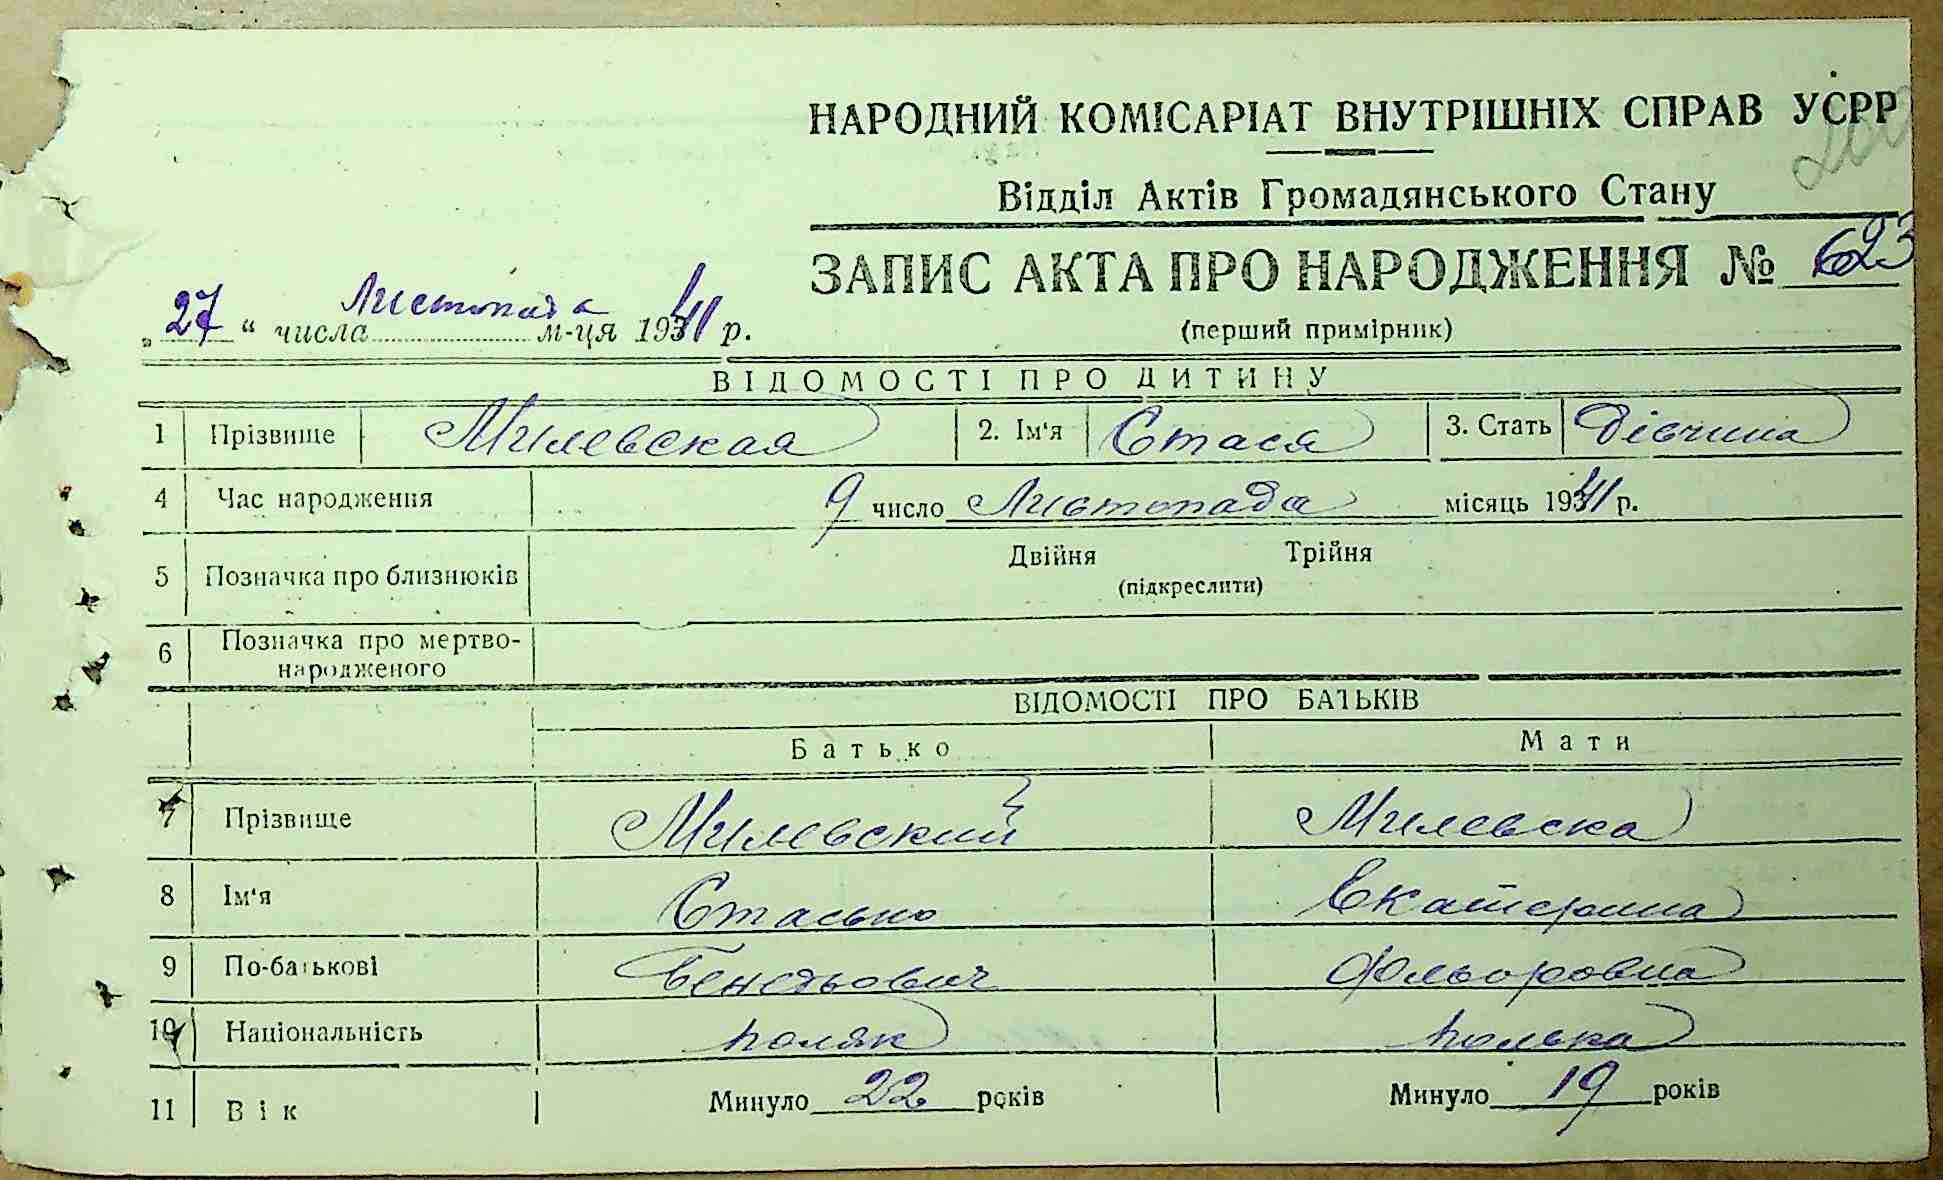 НАРОДНИЙ КОМІСАРІАТ ВНУТРІШНІХ СПРАВ УСРР
Відділ Актів Громадянського Стану
ЗАПИС АКТА ПРО НАРОДЖЕННЯ № 623
„27“ числа Листопада м-ця 1941 р.
(перший примірник)
ВІДОМОСТІ ПРО ДИТИНУ
1 Прізвище Милевская 2. Ім'я Стася 3. Стать Дівчина
4 Час народження 9 число Листопада місяць 1941 р.
Двійня Трійня
5 Позначка про близнюків
(підкреслити)
6 Позначка про мертво-
народженого
ВІДОМОСТІ ПРО БАТЬКІВ
Батько Мати
7 Прізвище Милевский Милевска
8 Ім'я Стасько Екатерина
9 По-батькові Фльоровна
10 Національність поляк полька
11 Вік Минуло 22 років Минуло 19 років